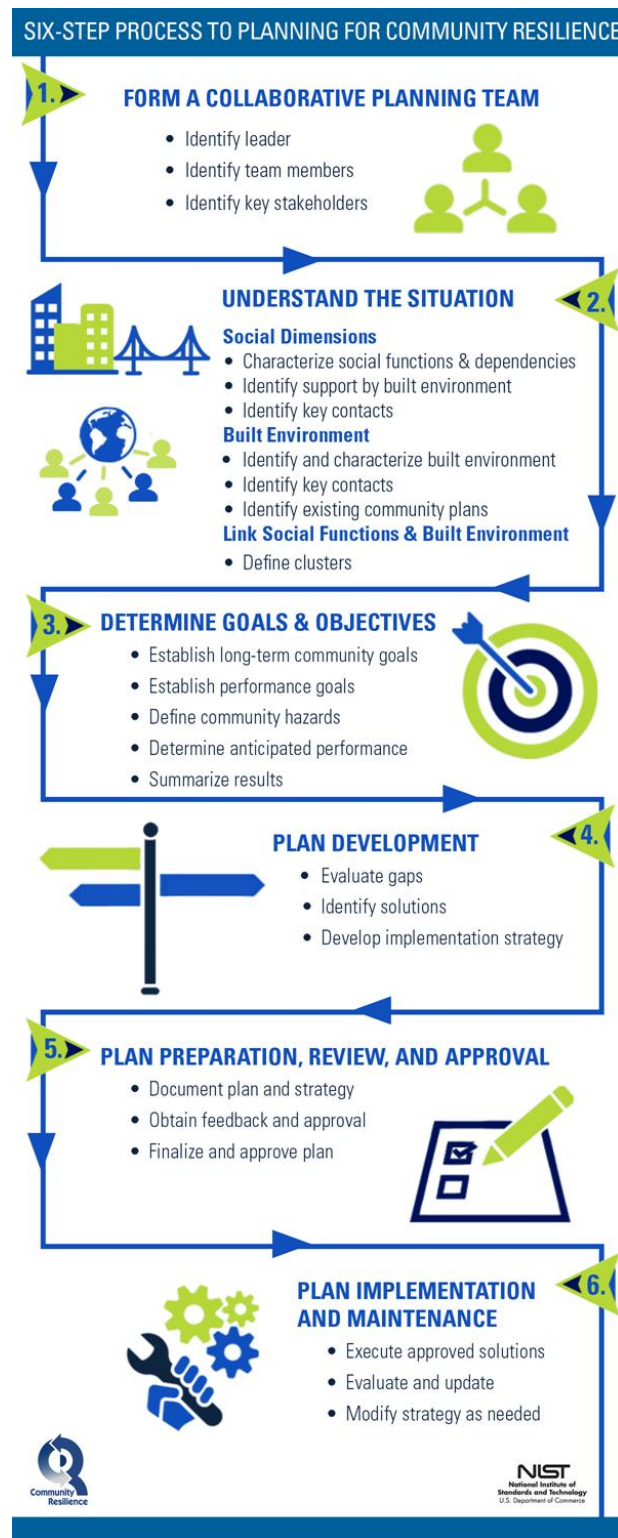 SIX-STEP PROCESS TO PLANNING FOR COMMUNITY RESILIENCE
1.
FORM A COLLABORATIVE PLANNING TEAM
• Identify leader
• Identify team members
• Identify key stakeholders
2.
UNDERSTAND THE SITUATION
Social Dimensions
• Characterize social functions & dependencies
• Identify support by built environment
• Identify key contacts
Built Environment
• Identify and characterize built environment
• Identify key contacts
• Identify existing community plans
Link Social Functions & Built Environment
• Define clusters
3.
DETERMINE GOALS & OBJECTIVES
• Establish long-term community goals
• Establish performance goals
• Define community hazards
• Determine anticipated performance
• Summarize results
4.
PLAN DEVELOPMENT
• Evaluate gaps
• Identify solutions
• Develop implementation strategy
5.
PLAN PREPARATION, REVIEW, AND APPROVAL
• Document plan and strategy
• Obtain feedback and approval
• Finalize and approve plan
6.
PLAN IMPLEMENTATION
AND MAINTENANCE
• Execute approved solutions
• Evaluate and update
• Modify strategy as needed
Community
Resilience
NIST
National Institute of
Standards and Technology
U.S. Department of Commerce